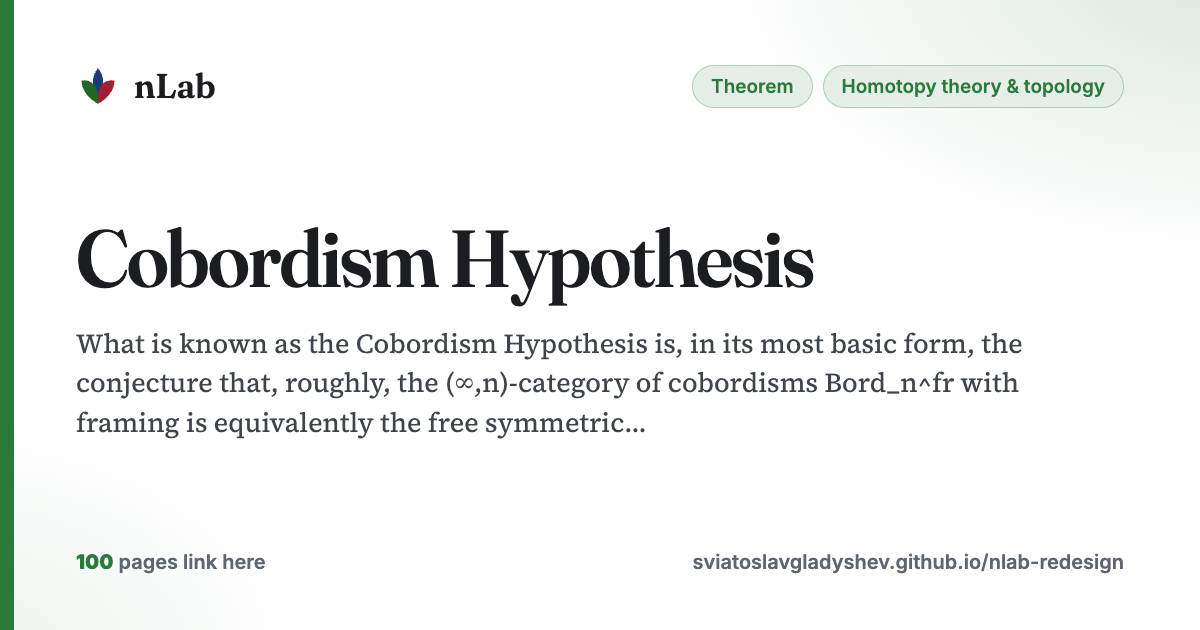 nLab
Theorem
Homotopy theory & topology
Cobordism Hypothesis
What is known as the Cobordism Hypothesis is, in its most basic form, the
conjecture that, roughly, the (∞,n)-category of cobordisms Bord_n^fr with
framing is equivalently the free symmetric...
100 pages link here
sviatoslavgladyshev.github.io/nlab-redesign